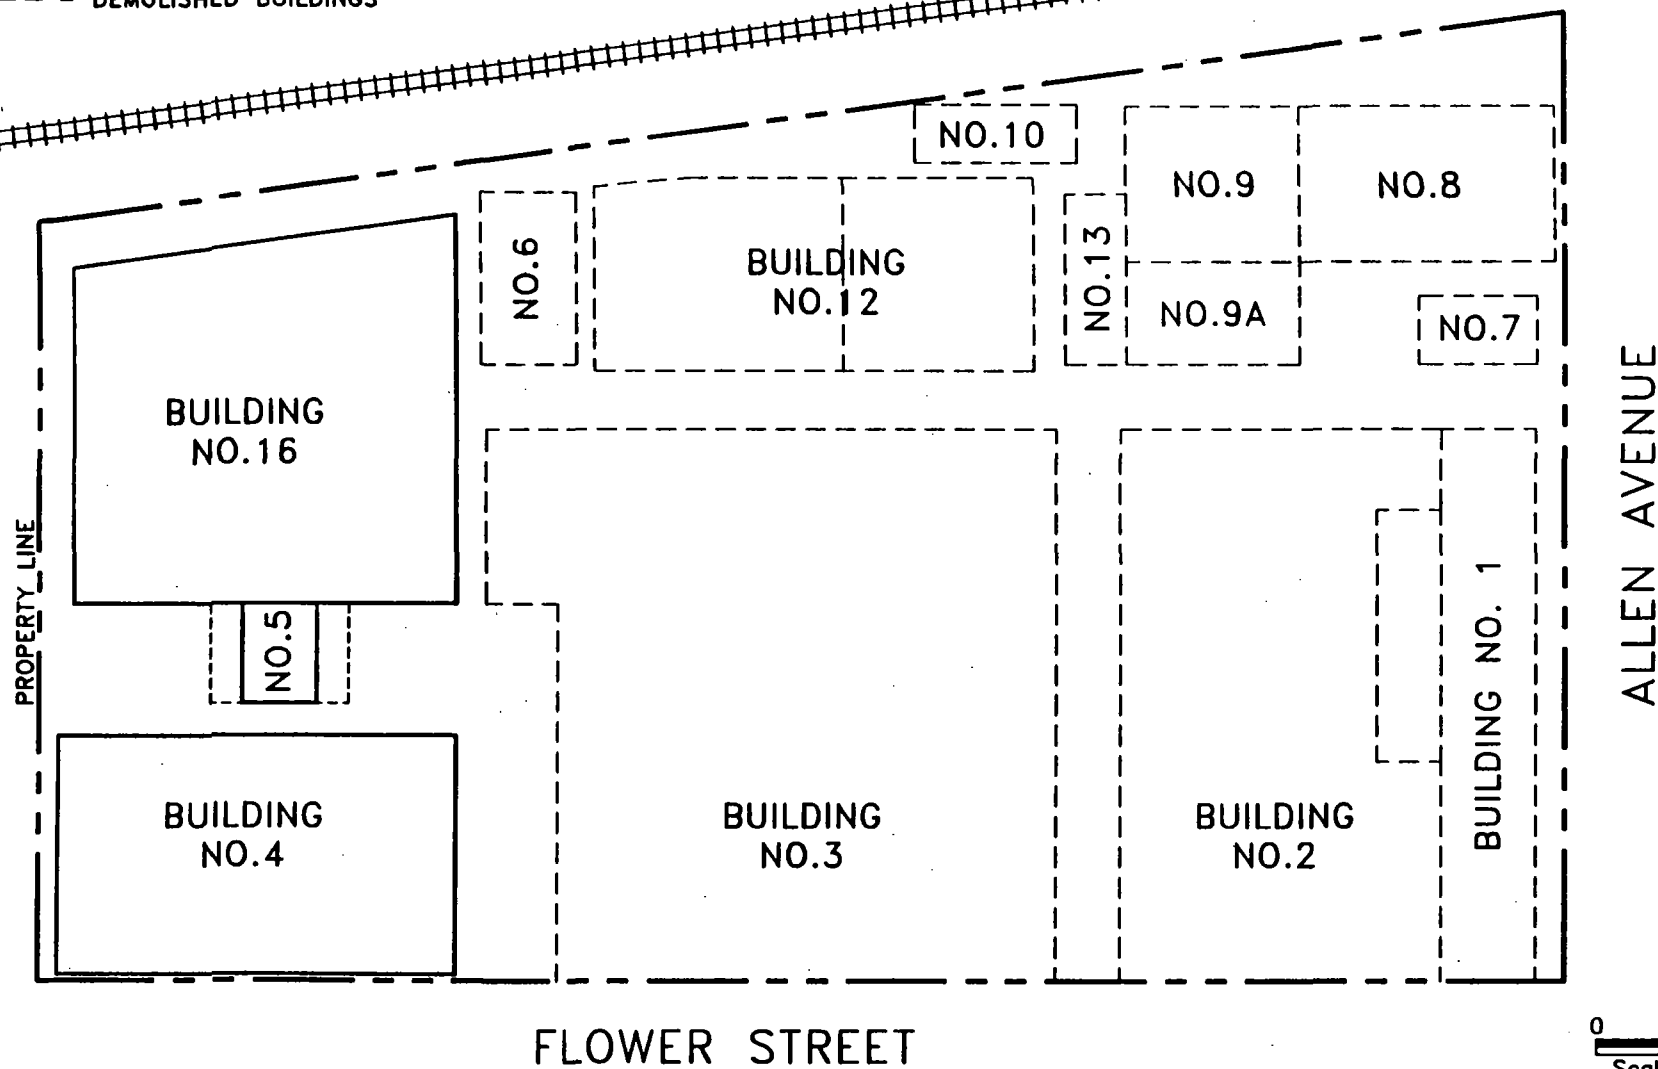 DEMOLISHED BUILDINGS
NO.10
NO.9
NO.8
NO.6
BUILDING
NO.12
NO.13
NO.9A
NO.7
BUILDING
NO.16
ALLEN AVENUE
PROPERTY LINE
NO.5
BUILDING NO. 1
BUILDING
NO.4
BUILDING
NO.3
BUILDING
NO.2
FLOWER STREET
0